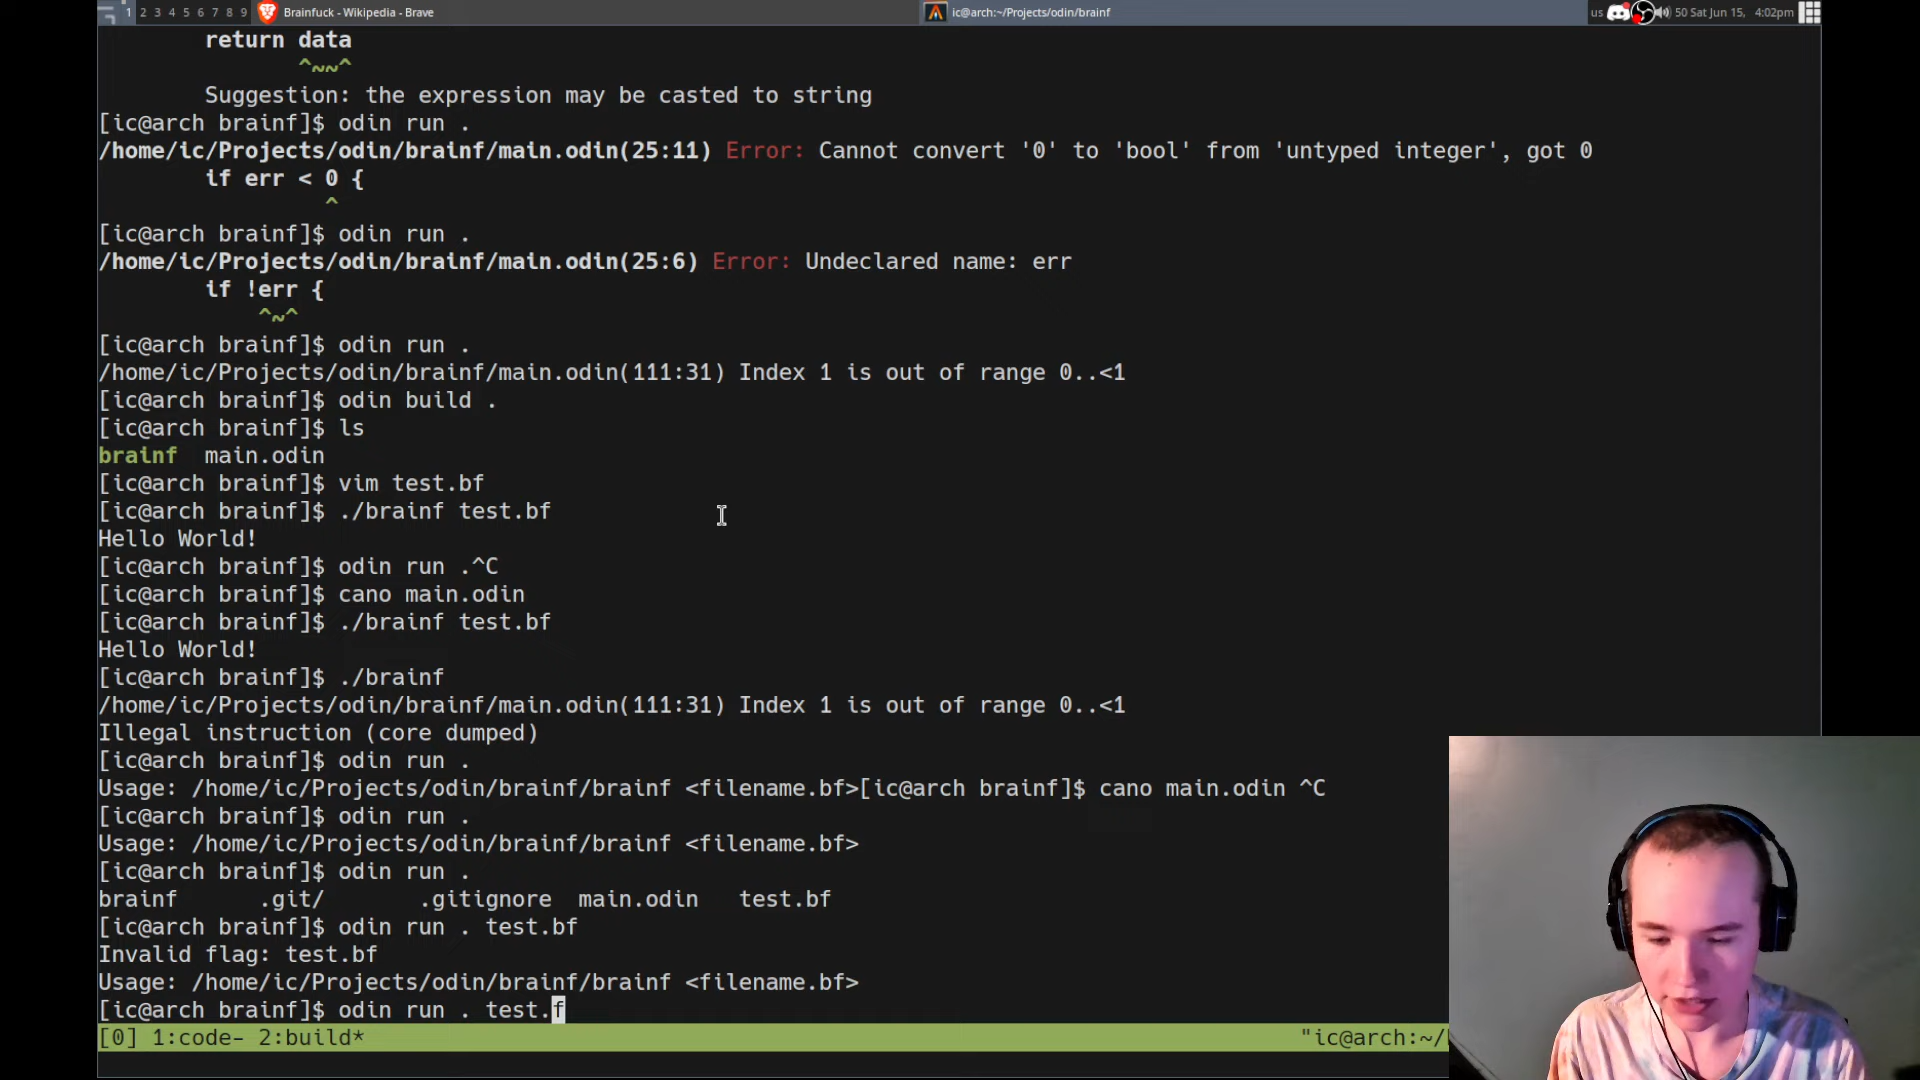 1 2 3 4 5 6 7 8 9 Brainfuck - Wikipedia - Brave ic@arch:~/Projects/odin/brainf us 50 Sat Jun 15, 4:02pm
return data
^~~^
Suggestion: the expression may be casted to string
[ic@arch brainf]$ odin run .
/home/ic/Projects/odin/brainf/main.odin(25:11) Error: Cannot convert '0' to 'bool' from 'untyped integer', got 0
if err < 0 {
^
[ic@arch brainf]$ odin run .
/home/ic/Projects/odin/brainf/main.odin(25:6) Error: Undeclared name: err
if !err {
^~^
[ic@arch brainf]$ odin run .
/home/ic/Projects/odin/brainf/main.odin(111:31) Index 1 is out of range 0..<1
[ic@arch brainf]$ odin build .
[ic@arch brainf]$ ls
brainf main.odin
[ic@arch brainf]$ vim test.bf
[ic@arch brainf]$ ./brainf test.bf
Hello World!
[ic@arch brainf]$ odin run .^C
[ic@arch brainf]$ cano main.odin
[ic@arch brainf]$ ./brainf test.bf
Hello World!
[ic@arch brainf]$ ./brainf
/home/ic/Projects/odin/brainf/main.odin(111:31) Index 1 is out of range 0..<1
Illegal instruction (core dumped)
[ic@arch brainf]$ odin run .
Usage: /home/ic/Projects/odin/brainf/brainf <filename.bf>[ic@arch brainf]$ cano main.odin ^C
[ic@arch brainf]$ odin run .
Usage: /home/ic/Projects/odin/brainf/brainf <filename.bf>
[ic@arch brainf]$ odin run .
brainf .git/ .gitignore main.odin test.bf
[ic@arch brainf]$ odin run . test.bf
Invalid flag: test.bf
Usage: /home/ic/Projects/odin/brainf/brainf <filename.bf>
[ic@arch brainf]$ odin run . test.f
[0] 1:code- 2:build* "ic@arch:~/